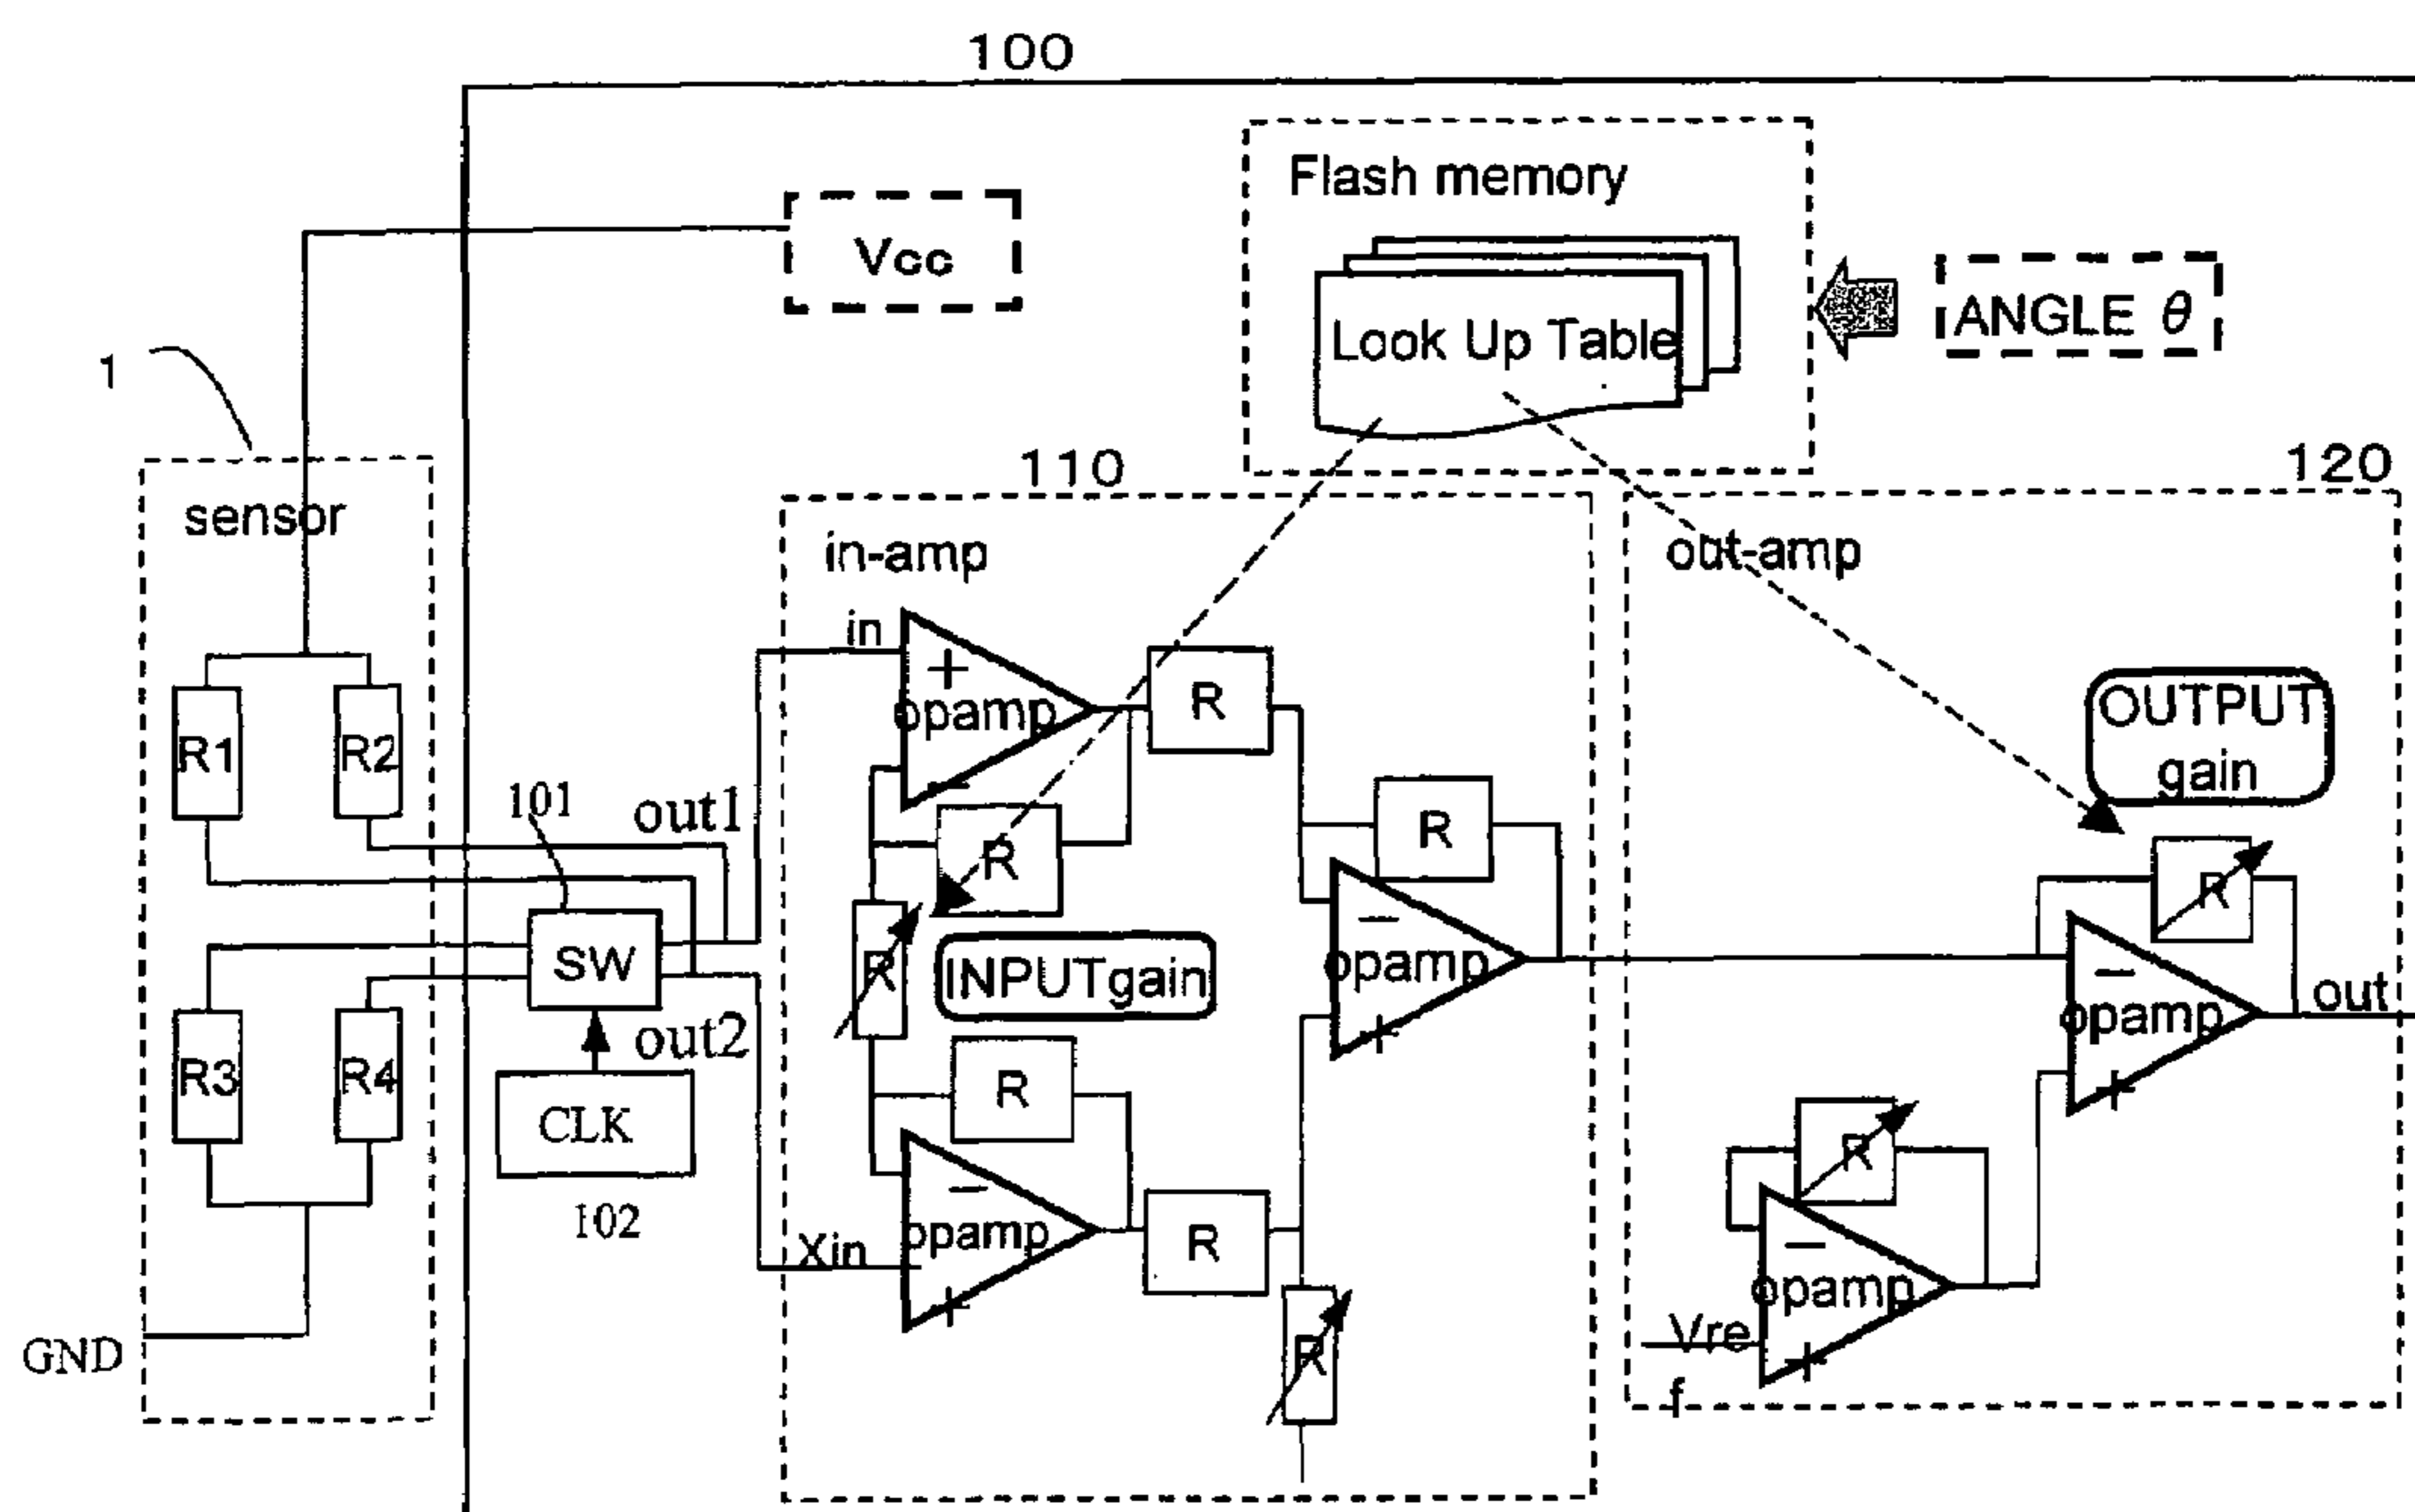 100
Flash memory
Vcc
Look Up Table
ANGLE θ
1
110
120
sensor
in-amp
out-amp
in
+
opamp
R
OUTPUT
gain
R1
R2
101
out1
−
R
R
R
SW
R
INPUTgain
−
opamp
+
−
opamp
+
out
out2
R3
R4
CLK
R
R
102
Xin
−
opamp
+
R
−
opamp
+
GND
R
Vre
f